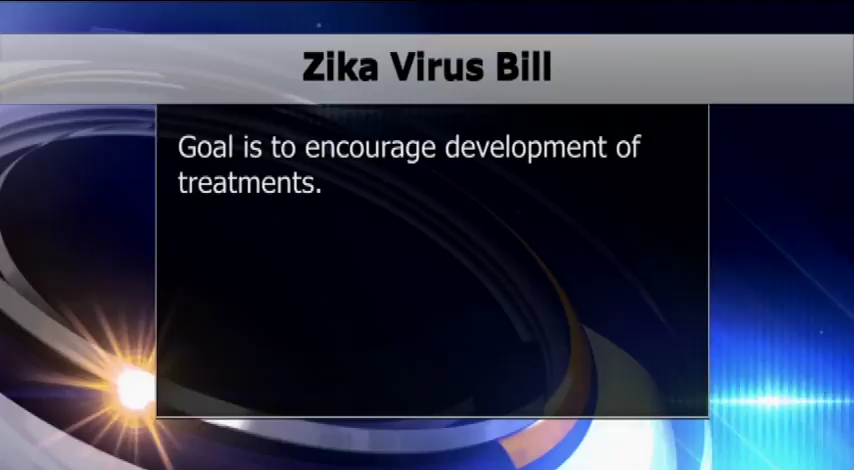 Zika Virus Bill
Goal is to encourage development of
treatments.